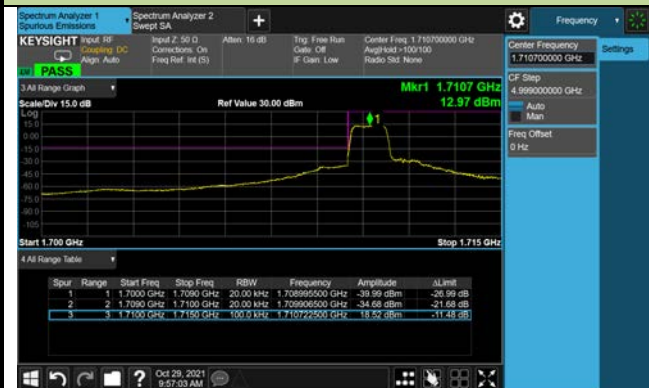 Spectrum Analyzer 1
Spurious Emissions
Spectrum Analyzer 2
Swept SA
+
Frequency
KEYSIGHT
Input: RF
Coupling: DC
Align: Auto
Input Z: 50 Ω
Corrections: On
Freq Ref: Int (S)
Atten: 16 dB
Trig: Free Run
Gate: Off
IF Gain: Low
Center Freq: 1.710700000 GHz
Avg|Hold:>100/100
Radio Std: None
PASS
Center Frequency
1.710700000 GHz
Settings
CF Step
4.999000000 GHz
Auto
Man
Freq Offset
0 Hz
3 All Range Graph
Mkr1 1.7107 GHz
Scale/Div 15.0 dB
Ref Value 30.00 dBm
12.97 dBm
Log
15.0
0.00
-15.0
-30.0
-45.0
-60.0
-75.0
-90.0
-105
1
Start 1.700 GHz
Stop 1.715 GHz
4 All Range Table
Spur Range Start Freq Stop Freq RBW Frequency Amplitude ΔLimit
1 1 1.7000 GHz 1.7090 GHz 20.00 kHz 1.708995500 GHz -39.99 dBm -26.99 dB
2 2 1.7090 GHz 1.7100 GHz 20.00 kHz 1.709906500 GHz -34.68 dBm -21.68 dB
3 3 1.7100 GHz 1.7150 GHz 100.0 kHz 1.710722500 GHz 18.52 dBm -11.48 dB
?
Oct 29, 2021
9:57:03 AM